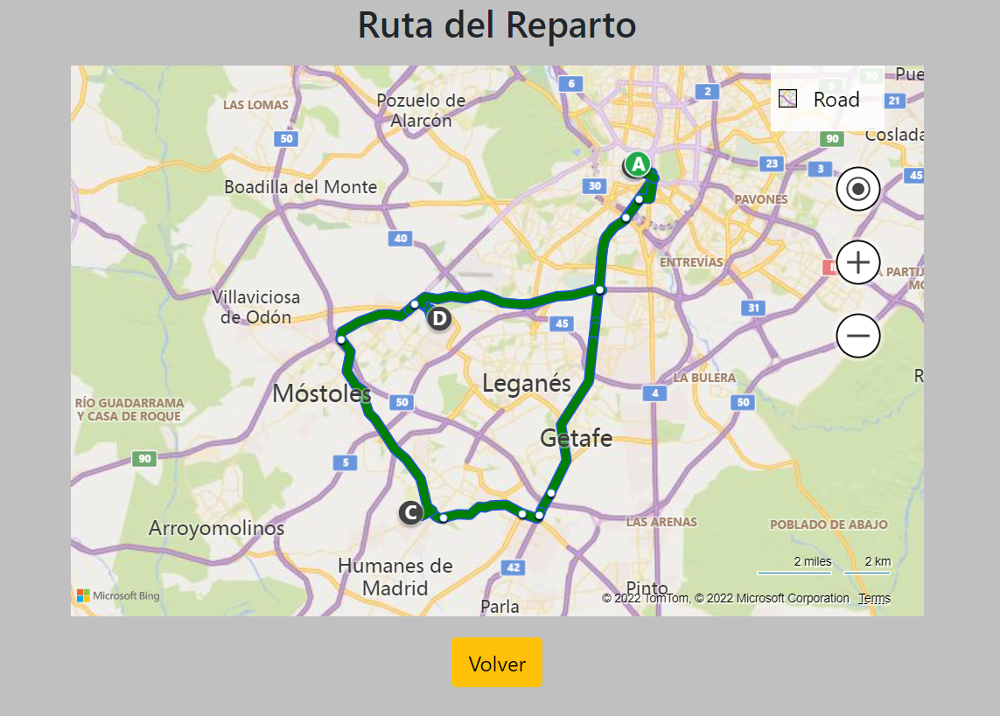 Ruta del Reparto
6
2
Road
Pue
21
LAS LOMAS
Pozuelo de
Alarcón
50
90
Coslada
A
23
3
45
30
Boadilla del Monte
PAVONES
40
ENTREVÍAS
Villaviciosa
de Odón
D
45
31
Móstoles
Leganés
LA BULERA
4
50
50
RÍO GUADARRAMA
Y CASA DE ROQUE
Getafe
90
5
C
Arroyomolinos
LAS ARENAS
POBLADO DE ABAJO
Humanes de
Madrid
42
2 miles
2 km
Pinto
Parla
Microsoft Bing
© 2022 TomTom, © 2022 Microsoft Corporation Terms
Volver